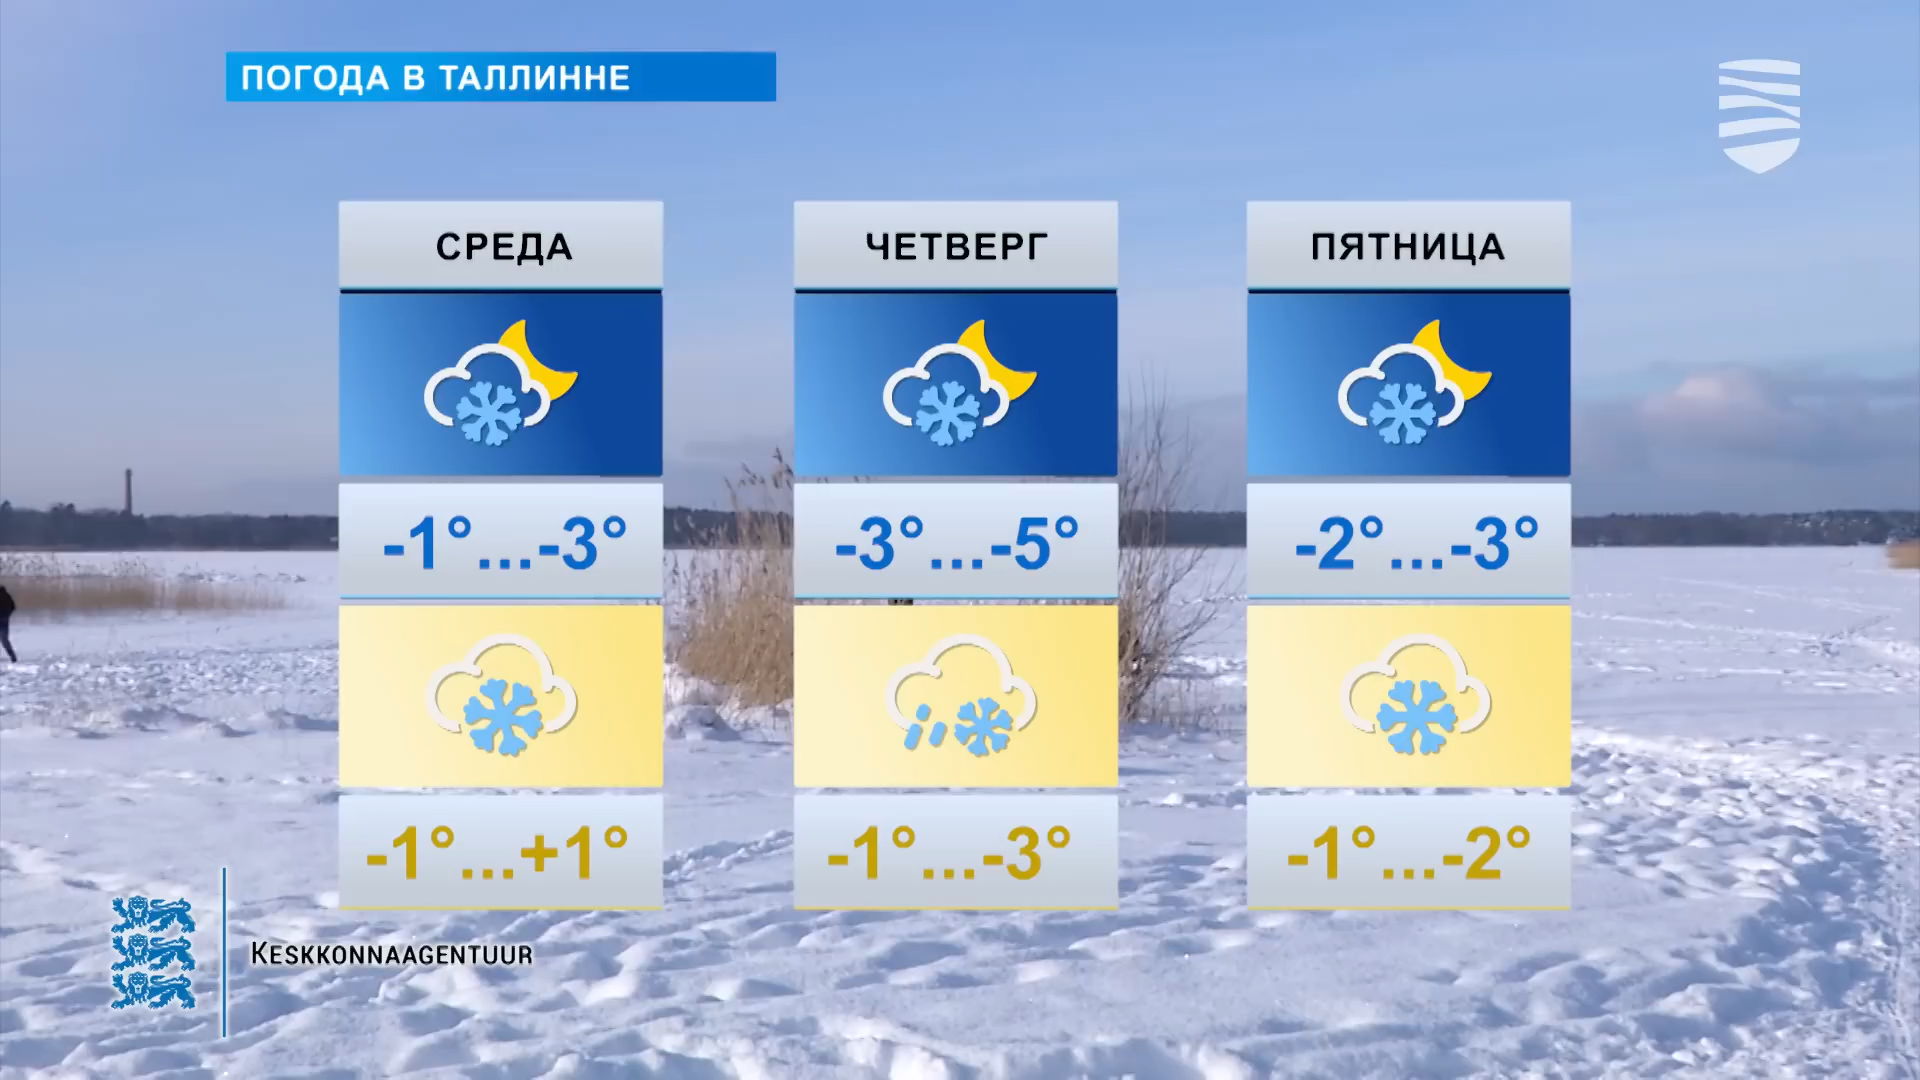 ПОГОДА В ТАЛЛИННЕ
СРЕДА
-1°...-3°
-1°...+1°
ЧЕТВЕРГ
-3°...-5°
-1°...-3°
ПЯТНИЦА
-2°...-3°
-1°...-2°
KESKKONNAAGENTUUR